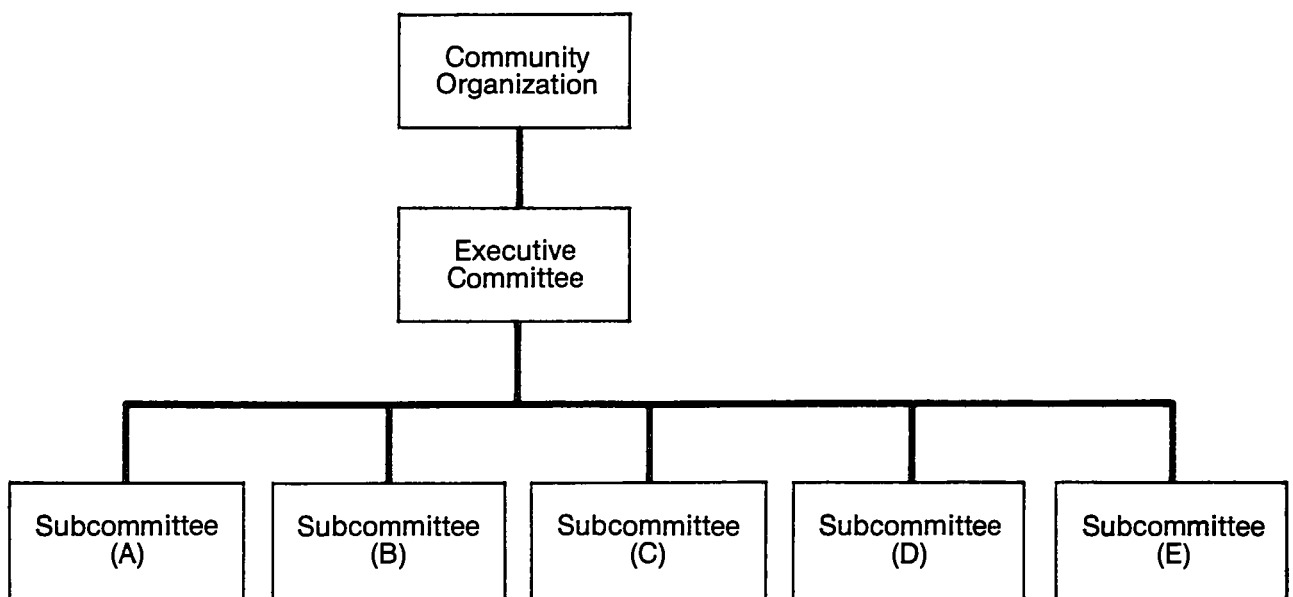 Community
Organization
Executive
Committee
Subcommittee
(A)
Subcommittee
(B)
Subcommittee
(C)
Subcommittee
(D)
Subcommittee
(E)